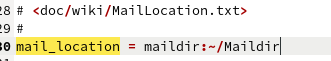 28 # <doc/wiki/MailLocation.txt>
29 #
30 mail_location = maildir:~/Maildir